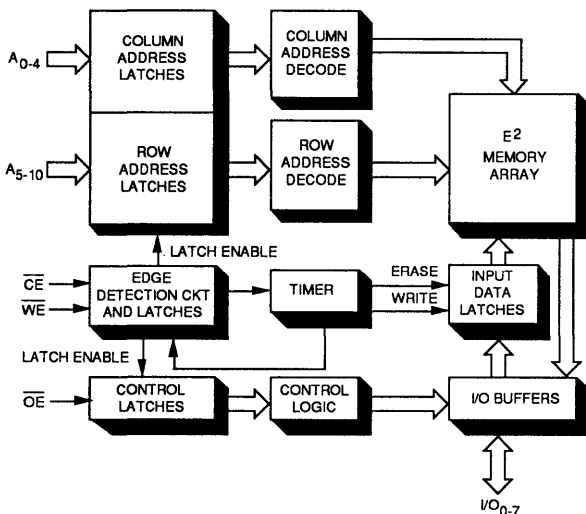 COLUMN
ADDRESS
LATCHES
COLUMN
ADDRESS
DECODE
A0-4
E2
MEMORY
ARRAY
ROW
ADDRESS
LATCHES
ROW
ADDRESS
DECODE
A5-10
LATCH ENABLE
CE
WE
EDGE
DETECTION CKT
AND LATCHES
TIMER
ERASE
WRITE
INPUT
DATA
LATCHES
LATCH ENABLE
OE
CONTROL
LATCHES
CONTROL
LOGIC
I/O BUFFERS
I/O0-7